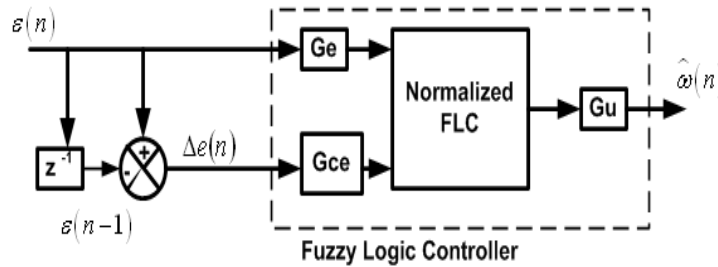 ε(n)
Ge
Normalized
FLC
Gu
ω̂(n)
z⁻¹
+
-
Δe(n)
Gce
ε(n−1)
Fuzzy Logic Controller